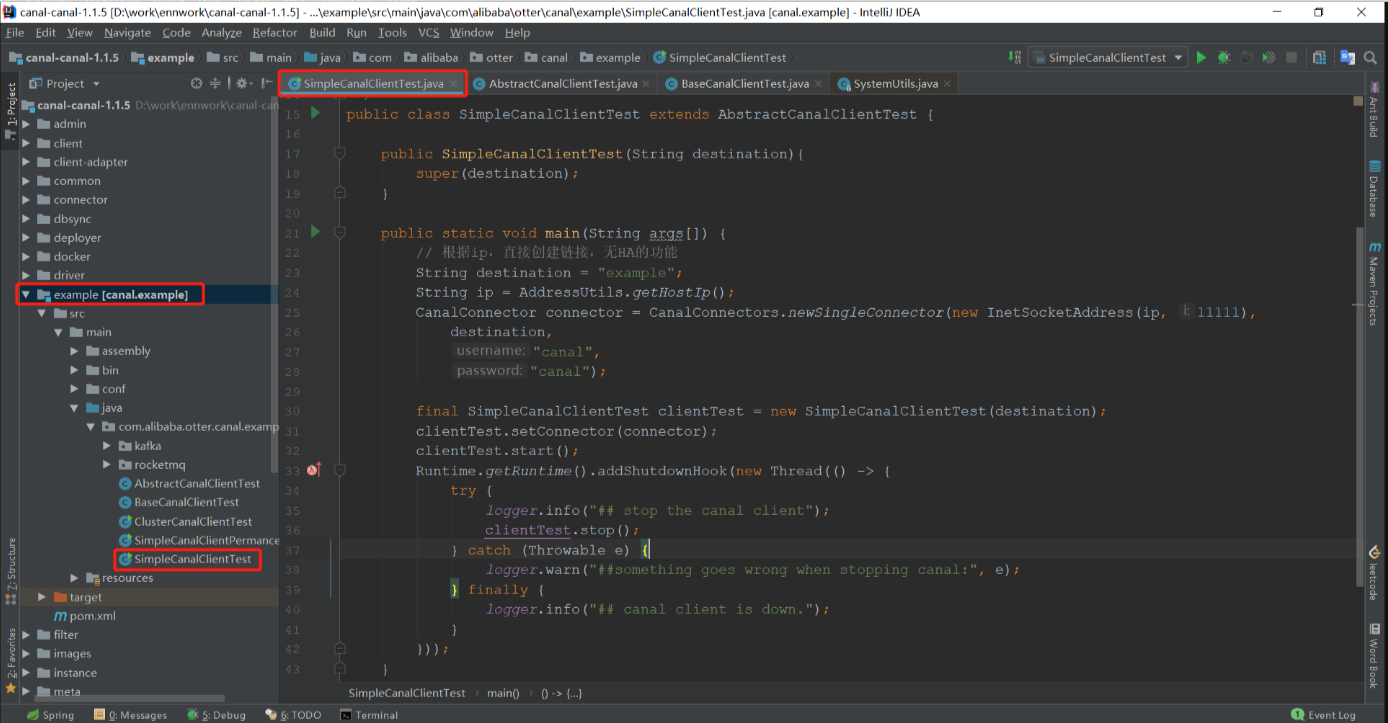 canal-canal-1.1.5 [D:\work\ennwork\canal-canal-1.1.5] - ...\example\src\main\java\com\alibaba\otter\canal\example\SimpleCanalClientTest.java [canal.example] - IntelliJ IDEA
File Edit View Navigate Code Analyze Refactor Build Run Tools VCS Window Help
canal-canal-1.1.5 example src main java com alibaba otter canal example SimpleCanalClientTest SimpleCanalClientTest
Project SimpleCanalClientTest.java AbstractCanalClientTest.java BaseCanalClientTest.java SystemUtils.java
1: Project
Z: Structure
2: Favorites
canal-canal-1.1.5 D:\work\ennwork\canal-can
admin
client
client-adapter
common
connector
dbsync
deployer
docker
driver
example [canal.example]
src
main
assembly
bin
conf
java
com.alibaba.otter.canal.examp
kafka
rocketmq
AbstractCanalClientTest
BaseCanalClientTest
ClusterCanalClientTest
SimpleCanalClientPermance
SimpleCanalClientTest
resources
target
pom.xml
filter
images
instance
meta
15 public class SimpleCanalClientTest extends AbstractCanalClientTest {
16
17 public SimpleCanalClientTest(String destination){
18 super(destination);
19 }
20
21 public static void main(String args[]) {
22 // 根据ip，直接创建链接，无HA的功能
23 String destination = "example";
24 String ip = AddressUtils.getHostIp();
25 CanalConnector connector = CanalConnectors.newSingleConnector(new InetSocketAddress(ip, i: 11111),
26 destination,
27 username: "canal",
28 password: "canal");
29
30 final SimpleCanalClientTest clientTest = new SimpleCanalClientTest(destination);
31 clientTest.setConnector(connector);
32 clientTest.start();
33 Runtime.getRuntime().addShutdownHook(new Thread(() -> {
34 try {
35 logger.info("## stop the canal client");
36 clientTest.stop();
37 } catch (Throwable e) {
38 logger.warn("##something goes wrong when stopping canal:", e);
39 } finally {
40 logger.info("## canal client is down.");
41 }
42 }));
43 }
SimpleCanalClientTest main() () -> {...}
Ant Build
Database
Maven Projects
leetcode
Word Book
Spring 0: Messages 5: Debug 6: TODO Terminal 1 Event Log